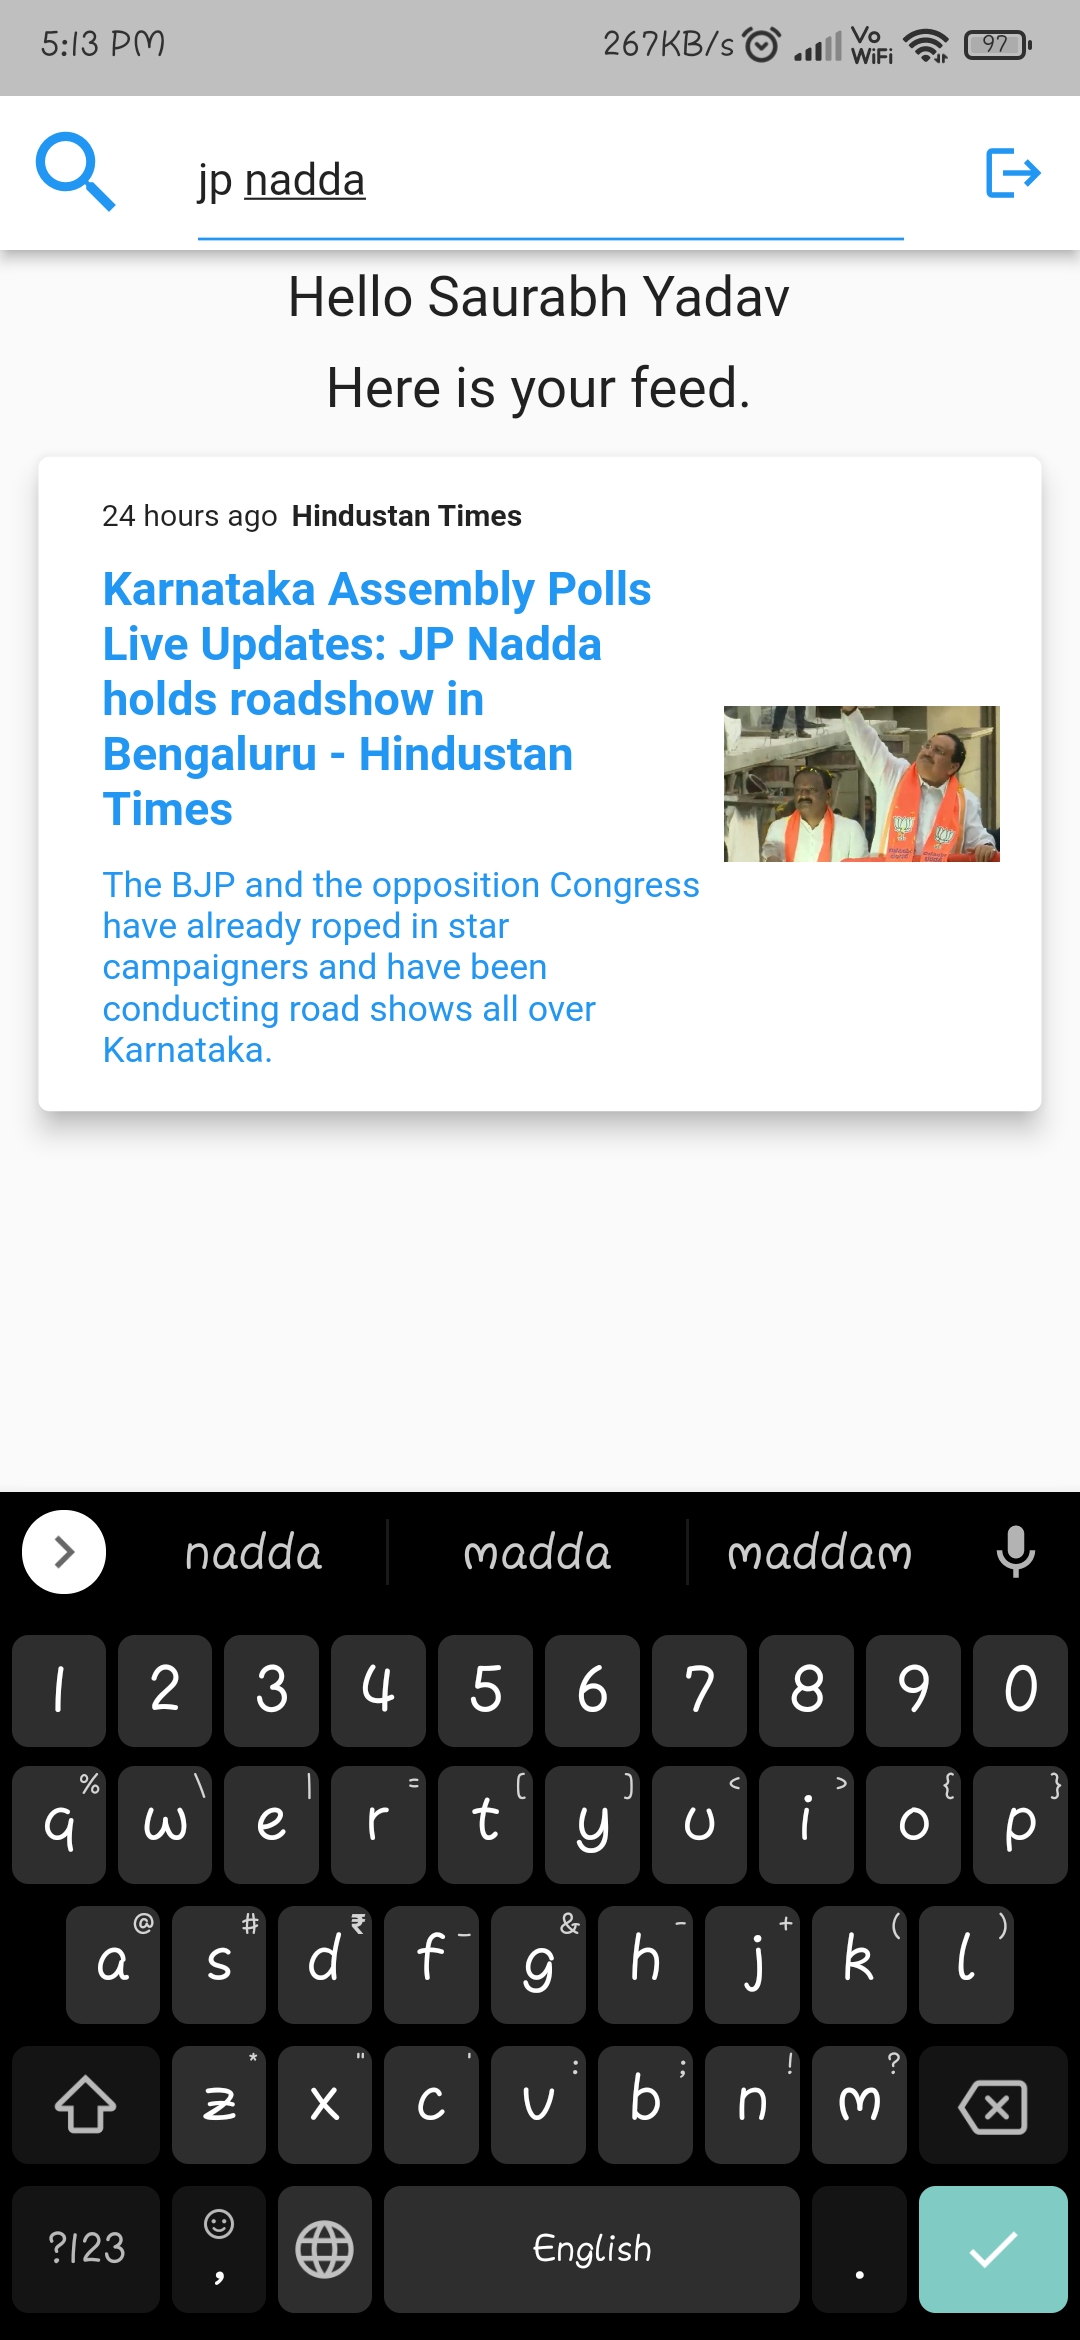 5:13 PM 267KB/s Vo WiFi 97
jp nadda
Hello Saurabh Yadav
Here is your feed.
24 hours ago Hindustan Times
Karnataka Assembly Polls
Live Updates: JP Nadda
holds roadshow in
Bengaluru - Hindustan
Times
The BJP and the opposition Congress
have already roped in star
campaigners and have been
conducting road shows all over
Karnataka.
nadda madda maddam
1 2 3 4 5 6 7 8 9 0
% \ | = [ ] < > { }
q w e r t y u i o p
@ # ₹ _ & - + ( )
a s d f g h j k l
* " ' : ; ! ?
z x c v b n m
?123 , English .